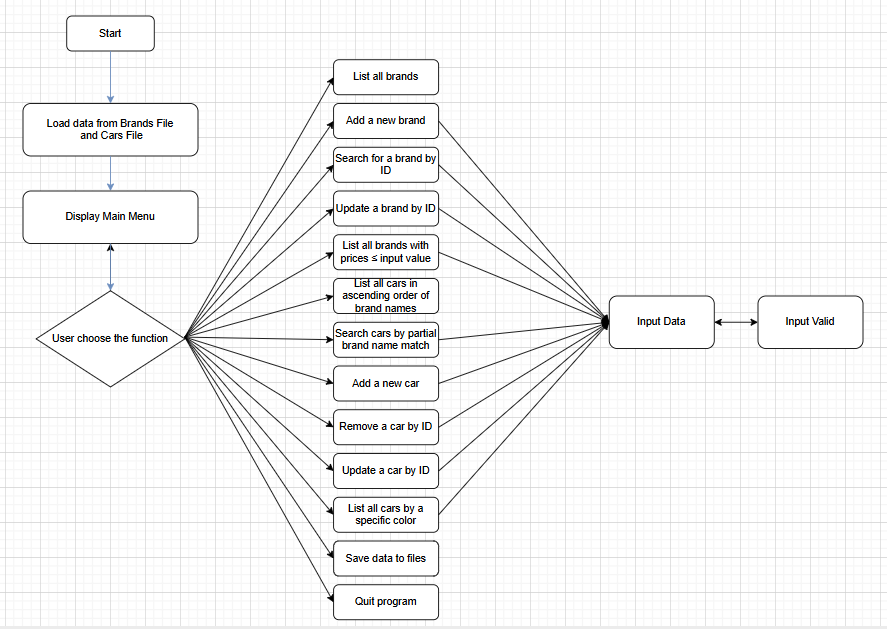 Start
Load data from Brands File
and Cars File
Display Main Menu
User choose the function
List all brands
Add a new brand
Search for a brand by
ID
Update a brand by ID
List all brands with
prices ≤ input value
List all cars in
ascending order of
brand names
Search cars by partial
brand name match
Add a new car
Remove a car by ID
Update a car by ID
List all cars by a
specific color
Save data to files
Quit program
Input Data
Input Valid